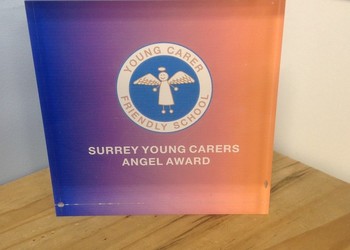 YOUNG CARER
FRIENDLY SCHOOL
SURREY YOUNG CARERS
ANGEL AWARD